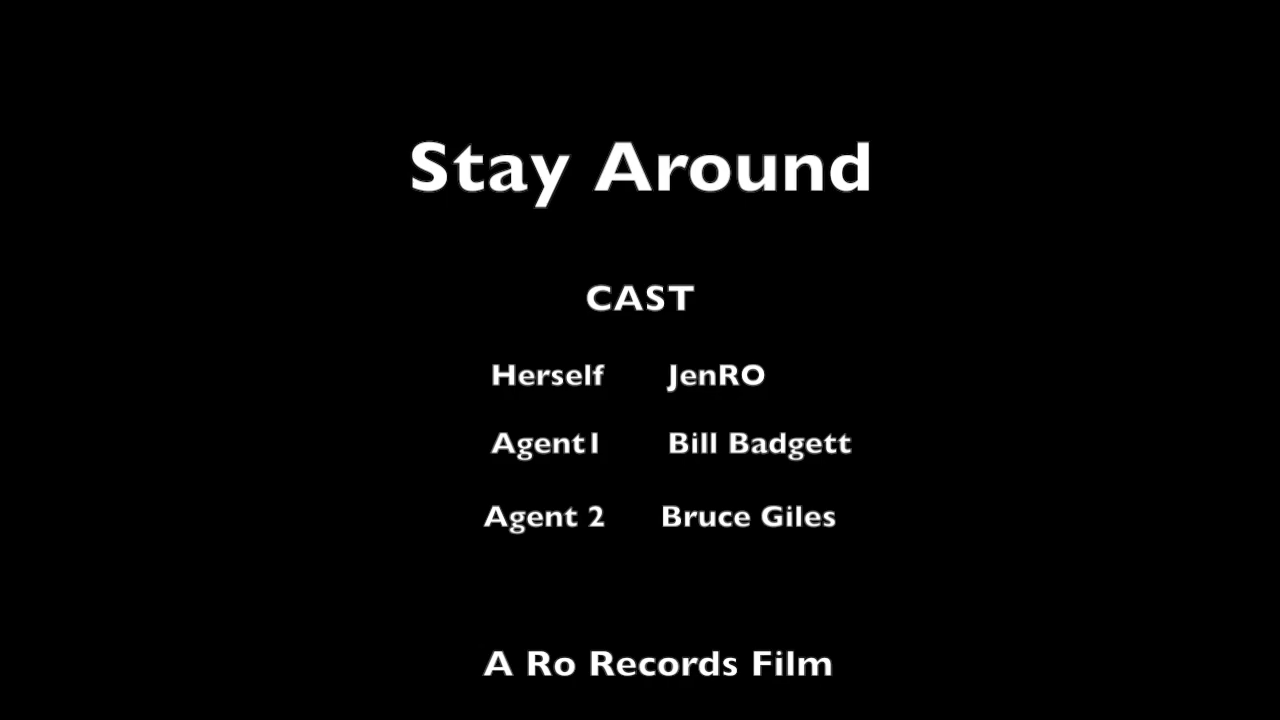 Stay Around
CAST
Herself JenRO
Agent1 Bill Badgett
Agent 2 Bruce Giles
A Ro Records Film